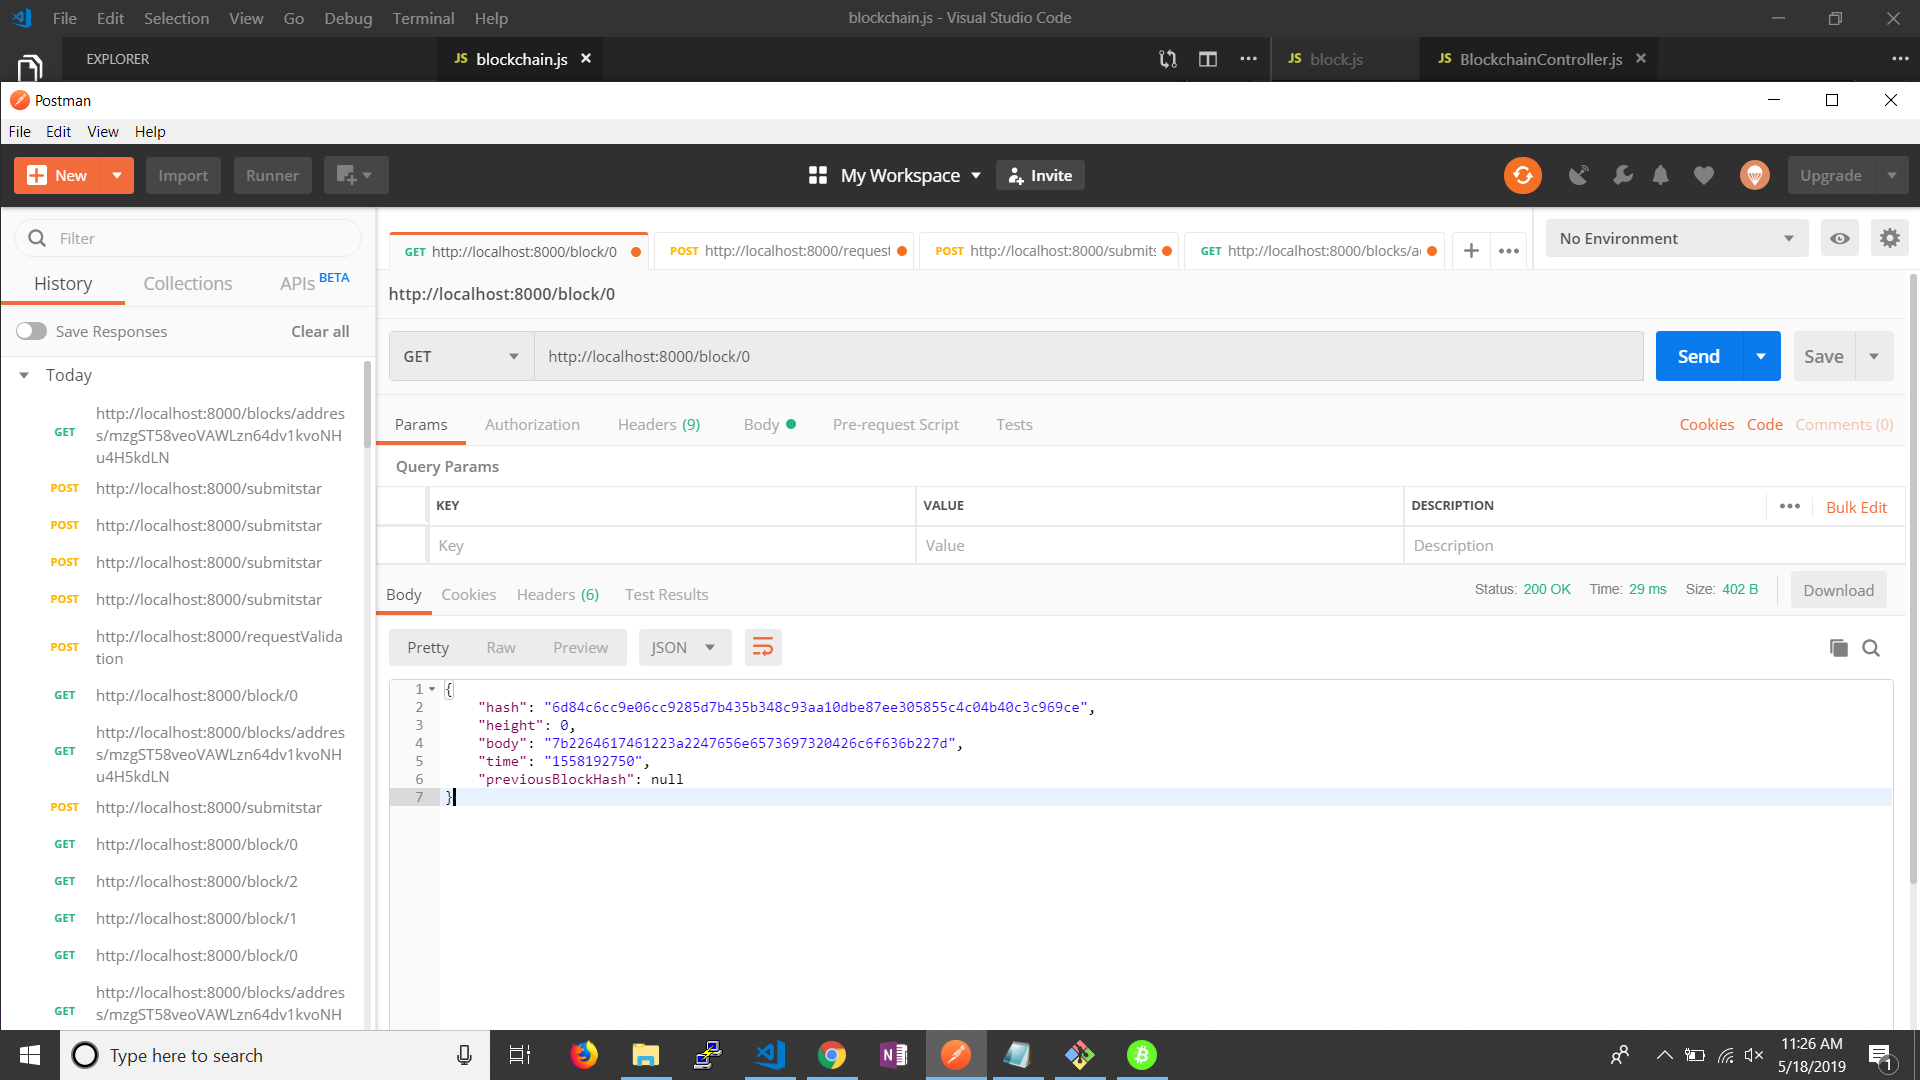 File Edit Selection View Go Debug Terminal Help
blockchain.js - Visual Studio Code
EXPLORER
JS blockchain.js
JS block.js
JS BlockchainController.js
Postman
File Edit View Help
New
Import
Runner
My Workspace
Invite
Upgrade
Filter
History
Collections
APIs BETA
Save Responses
Clear all
Today
GET http://localhost:8000/blocks/addres
s/mzgST58veoVAWLzn64dv1kvoNH
u4H5kdLN
POST http://localhost:8000/submitstar
POST http://localhost:8000/submitstar
POST http://localhost:8000/submitstar
POST http://localhost:8000/submitstar
POST http://localhost:8000/requestValida
tion
GET http://localhost:8000/block/0
GET http://localhost:8000/blocks/addres
s/mzgST58veoVAWLzn64dv1kvoNH
u4H5kdLN
POST http://localhost:8000/submitstar
GET http://localhost:8000/block/0
GET http://localhost:8000/block/2
GET http://localhost:8000/block/1
GET http://localhost:8000/block/0
GET http://localhost:8000/blocks/addres
s/mzgST58veoVAWLzn64dv1kvoNH
GET http://localhost:8000/block/0
POST http://localhost:8000/request
POST http://localhost:8000/submits
GET http://localhost:8000/blocks/a
No Environment
http://localhost:8000/block/0
GET
http://localhost:8000/block/0
Send
Save
Params Authorization Headers (9) Body Pre-request Script Tests
Cookies Code Comments (0)
Query Params
KEY VALUE DESCRIPTION
Bulk Edit
Key Value Description
Body Cookies Headers (6) Test Results
Status: 200 OK Time: 29 ms Size: 402 B
Download
Pretty Raw Preview
JSON
1 {
2 "hash": "6d84c6cc9e06cc9285d7b435b348c93aa10dbe87ee305855c4c04b40c3c969ce",
3 "height": 0,
4 "body": "7b2264617461223a2247656e6573697320426c6f636b227d",
5 "time": "1558192750",
6 "previousBlockHash": null
7 }
Type here to search
11:26 AM
5/18/2019
1